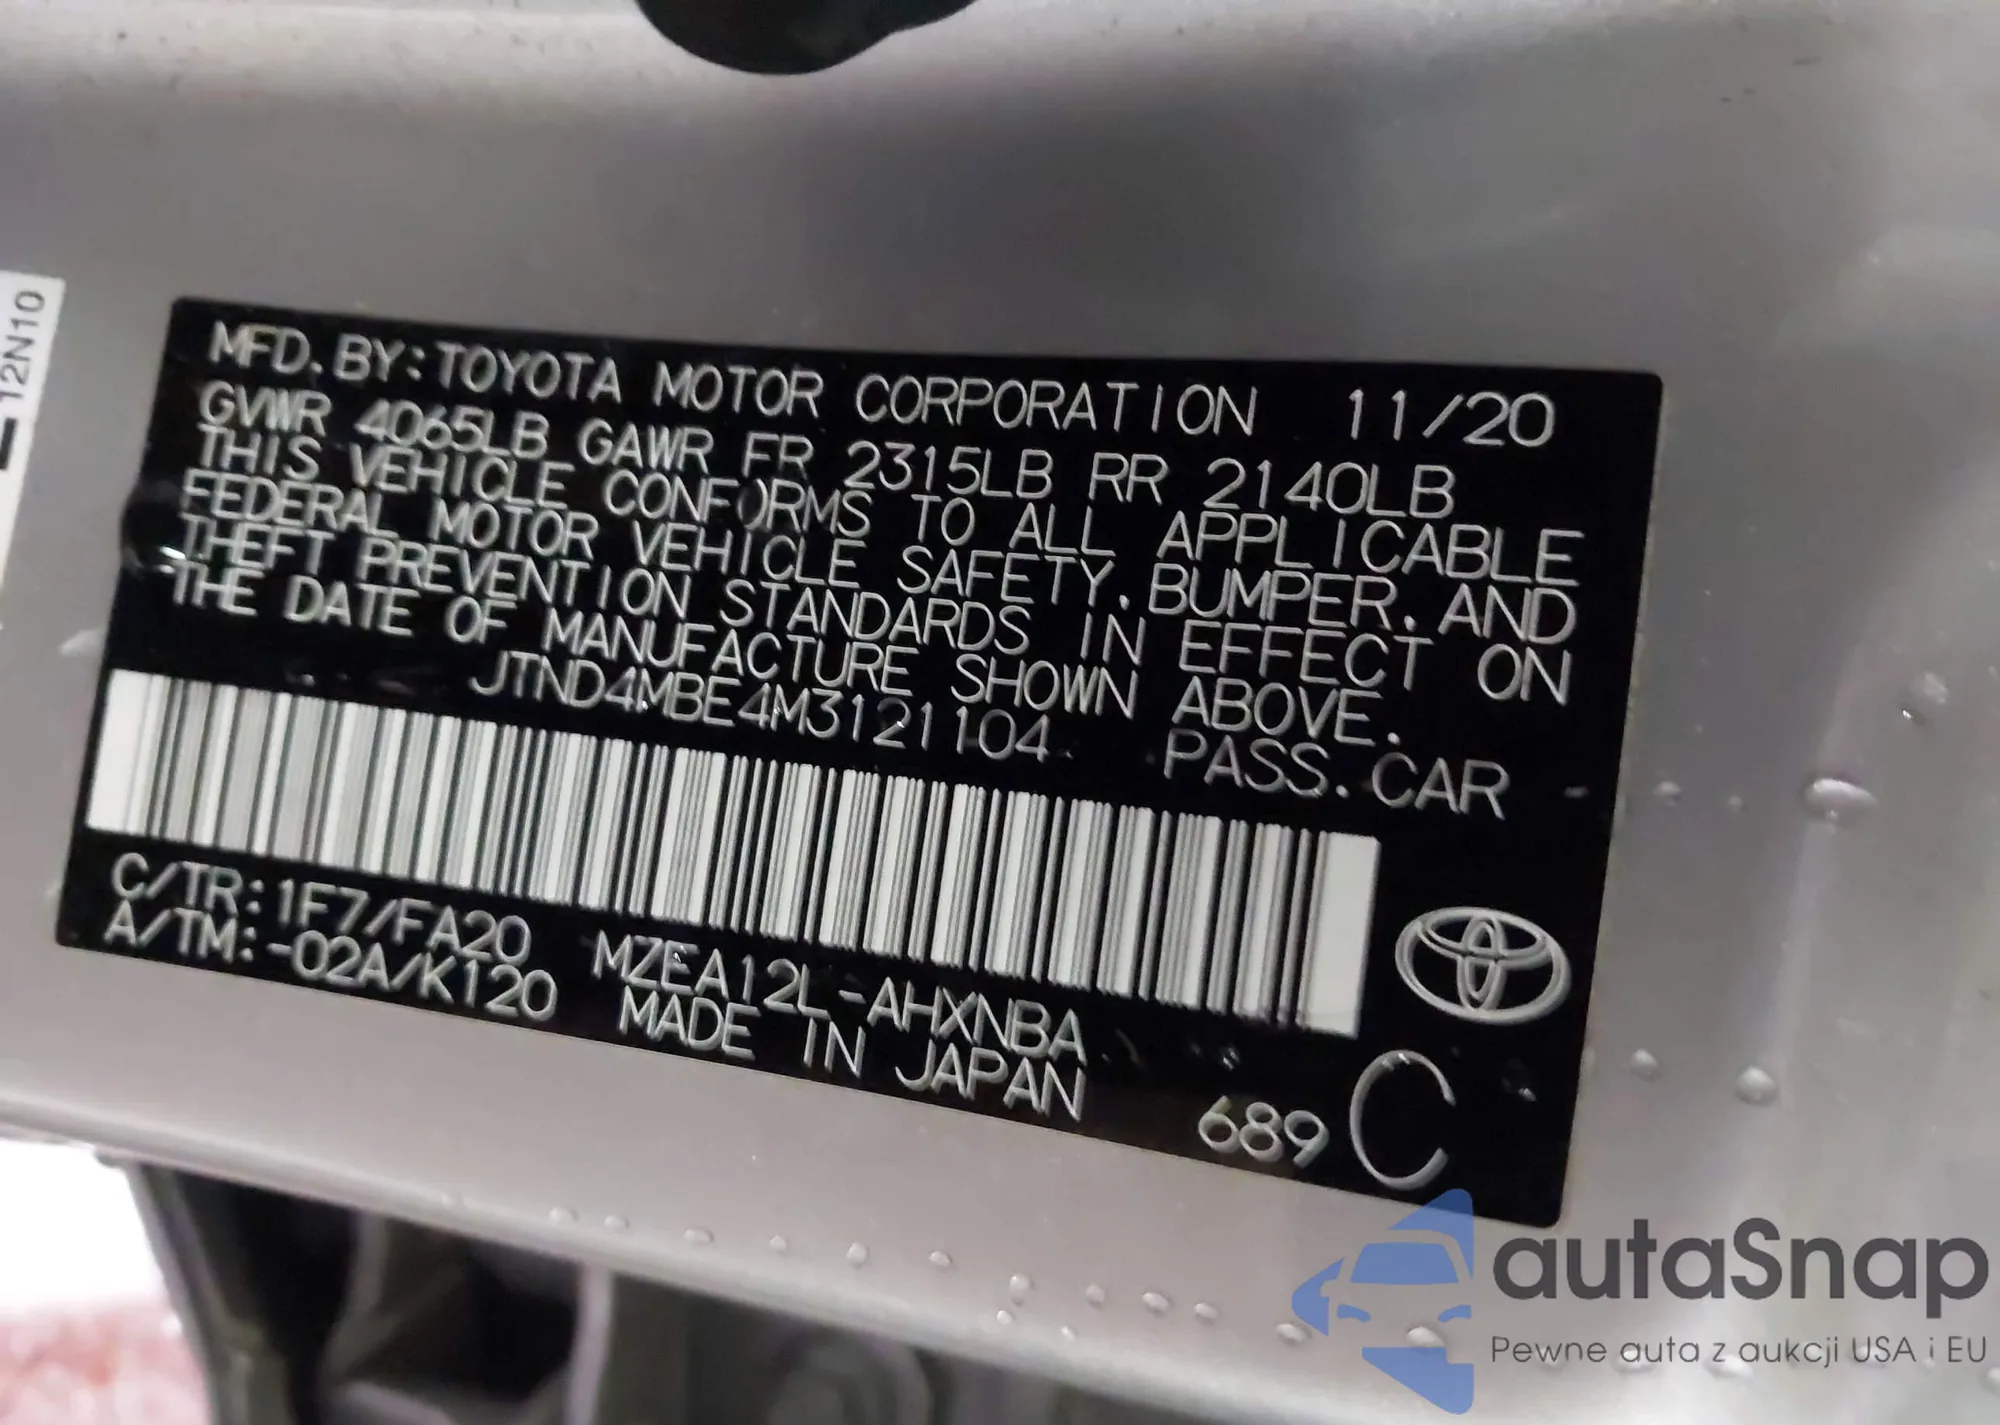 12N10
MFD. BY: TOYOTA MOTOR CORPORATION 11/20
GVWR 4065LB GAWR FR 2315LB RR 2140LB
THIS VEHICLE CONFORMS TO ALL APPLICABLE
FEDERAL MOTOR VEHICLE SAFETY. BUMPER. AND
THEFT PREVENTION STANDARDS IN EFFECT ON
THE DATE OF MANUFACTURE SHOWN ABOVE.
JTND4MBE4M3121104 PASS. CAR
C/TR: 1F7/FA20 MZEA12L-AHXNBA
A/TM: -02A/K120 MADE IN JAPAN
689 C
autaSnap
Pewne auta z aukcji USA i EU